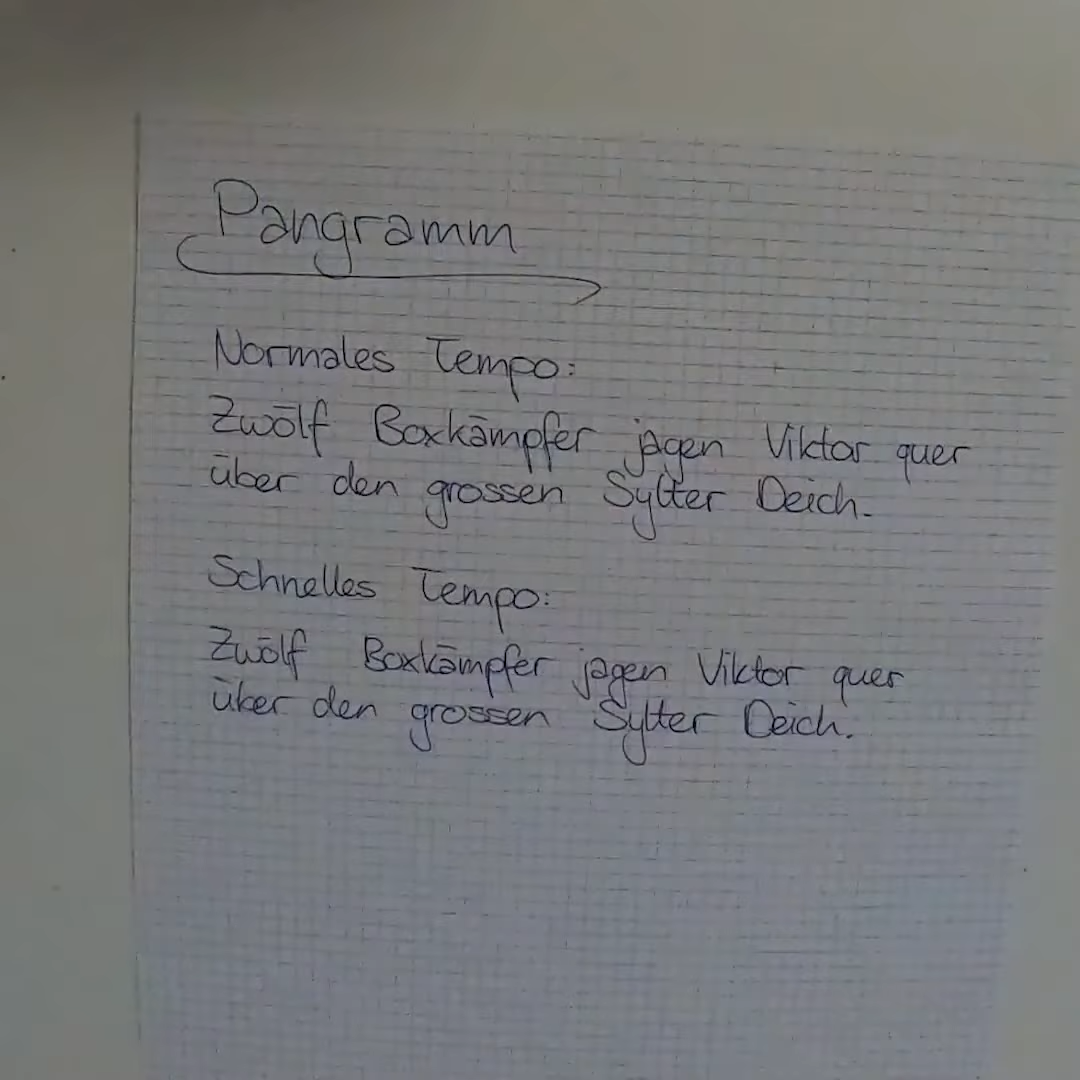 Pangramm
Normales Tempo:
Zwölf Boxkämpfer jagen Viktor quer
über den grossen Sylter Deich.
Schnelles Tempo:
Zwölf Boxkämpfer jagen Viktor quer
über den grossen Sylter Deich.